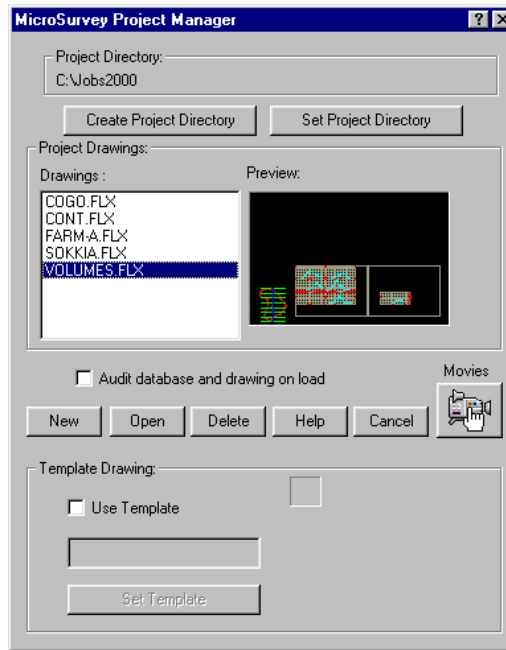 MicroSurvey Project Manager
Project Directory:
C:\Jobs2000
Create Project Directory
Set Project Directory
Project Drawings:
Drawings :
Preview:
COGO.FLX
CONT.FLX
FARM-A.FLX
SOKKIA.FLX
VOLUMES.FLX
Audit database and drawing on load
Movies
New
Open
Delete
Help
Cancel
Template Drawing:
Use Template
Set Template